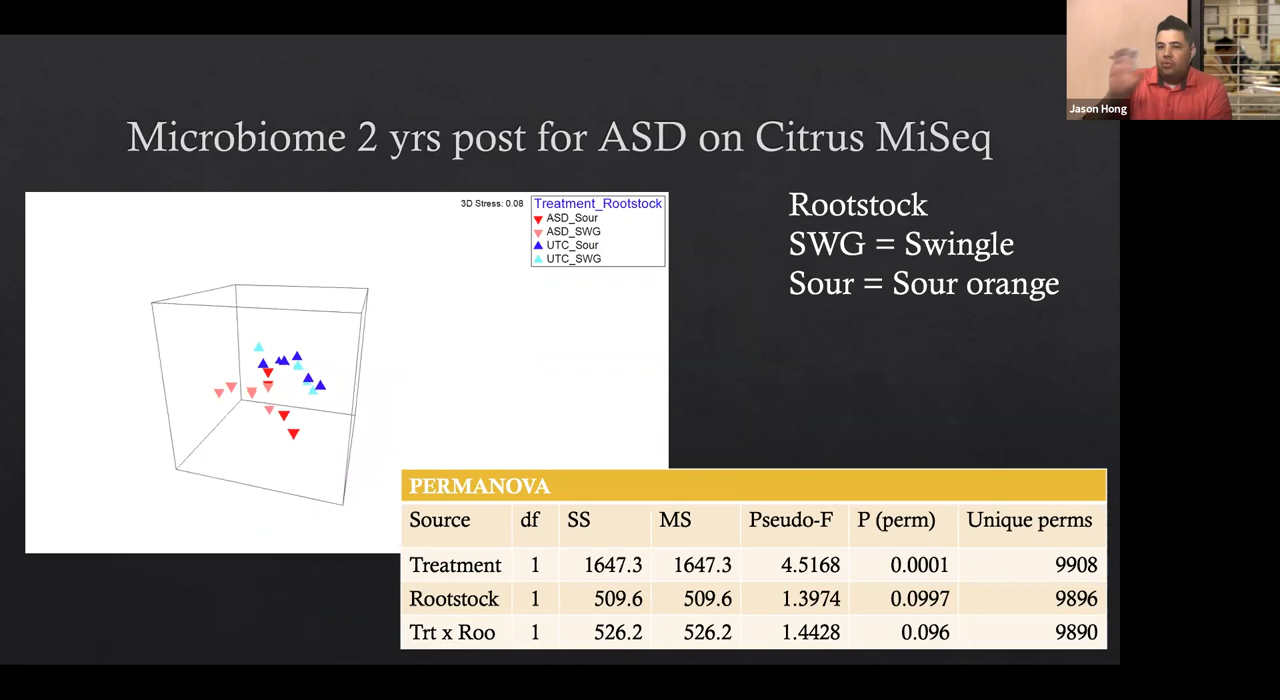 Jason Hong
Microbiome 2 yrs post for ASD on Citrus MiSeq
3D Stress: 0.08
Treatment_Rootstock
ASD_Sour
ASD_SWG
UTC_Sour
UTC_SWG
Rootstock
SWG = Swingle
Sour = Sour orange
PERMANOVA
Source df SS MS Pseudo-F P (perm) Unique perms
Treatment 1 1647.3 1647.3 4.5168 0.0001 9908
Rootstock 1 509.6 509.6 1.3974 0.0997 9896
Trt x Roo 1 526.2 526.2 1.4428 0.096 9890